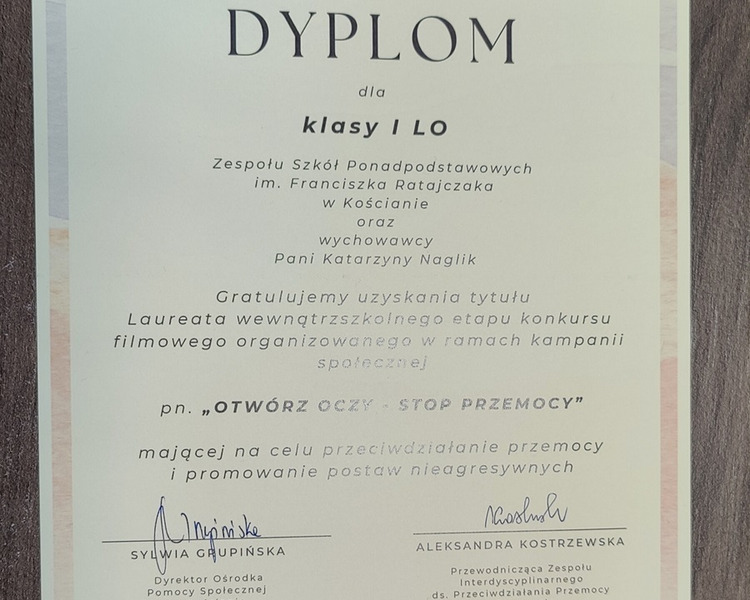 DYPLOM
dla
klasy I LO
Zespołu Szkół Ponadpodstawowych
im. Franciszka Ratajczaka
w Kościanie
oraz
wychowawcy
Pani Katarzyny Naglik
Gratulujemy uzyskania tytułu
Laureata wewnątrzszkolnego etapu konkursu
filmowego organizowanego w ramach kampanii
społecznej
pn. „OTWÓRZ OCZY - STOP PRZEMOCY”
mającej na celu przeciwdziałanie przemocy
i promowanie postaw nieagresywnych
SYLWIA GRUPIŃSKA
ALEKSANDRA KOSTRZEWSKA
Dyrektor Ośrodka
Pomocy Społecznej
Przewodnicząca Zespołu
Interdyscyplinarnego
ds. Przeciwdziałania Przemocy